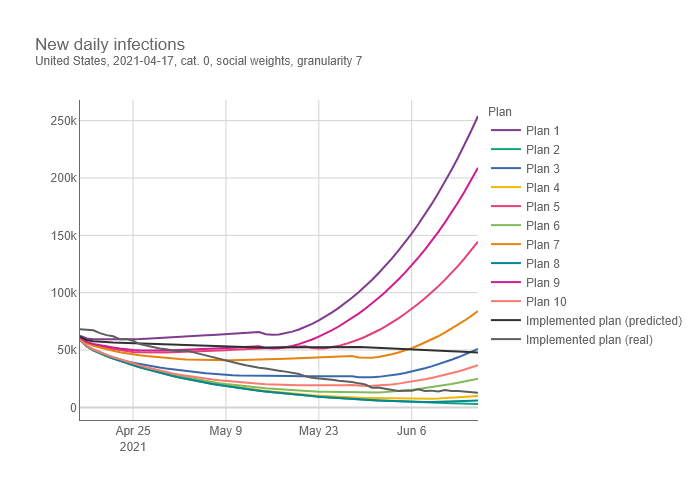 New daily infections
United States, 2021-04-17, cat. 0, social weights, granularity 7
250k
200k
150k
100k
50k
0
Apr 25
2021
May 9
May 23
Jun 6
Plan
Plan 1
Plan 2
Plan 3
Plan 4
Plan 5
Plan 6
Plan 7
Plan 8
Plan 9
Plan 10
Implemented plan (predicted)
Implemented plan (real)